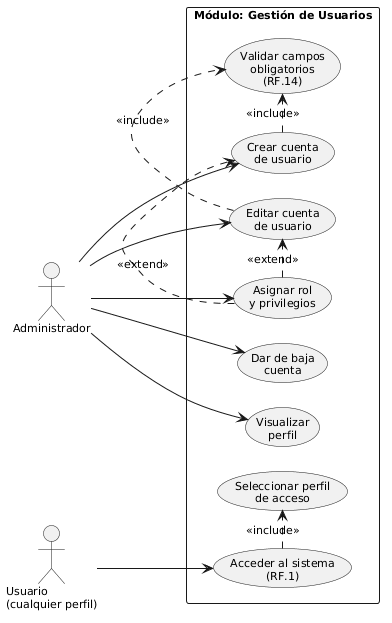 Módulo: Gestión de Usuarios
Validar campos
obligatorios
(RF.14)
«include»
«include»
Crear cuenta
de usuario
Editar cuenta
de usuario
«extend»
«extend»
Asignar rol
y privilegios
Administrador
Dar de baja
cuenta
Visualizar
perfil
Seleccionar perfil
de acceso
«include»
Acceder al sistema
(RF.1)
Usuario
(cualquier perfil)